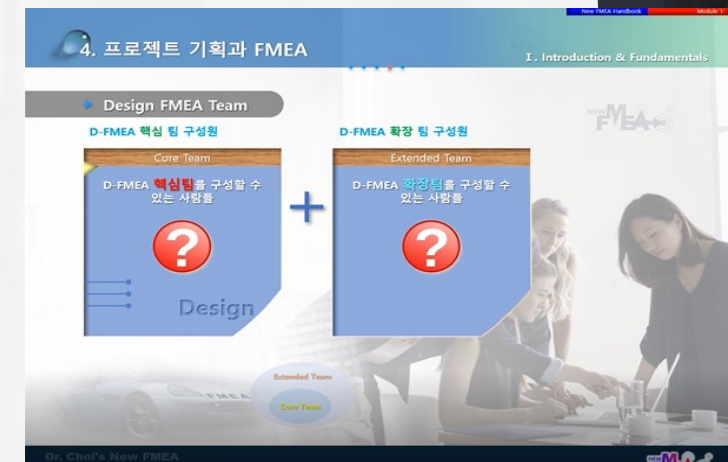 New FMEA Handbook
Module 1
4. 프로젝트 기획과 FMEA
I. Introduction & Fundamentals
Design FMEA Team
NEW FMEA
D-FMEA 핵심 팀 구성원
D-FMEA 확장 팀 구성원
Core Team
D-FMEA 핵심팀을 구성할 수
있는 사람들
?
Design
+
Extended Team
D-FMEA 확장팀을 구성할 수
있는 사람들
?
Extended Team
Core Team
FMEA
Dr. Choi's New FMEA